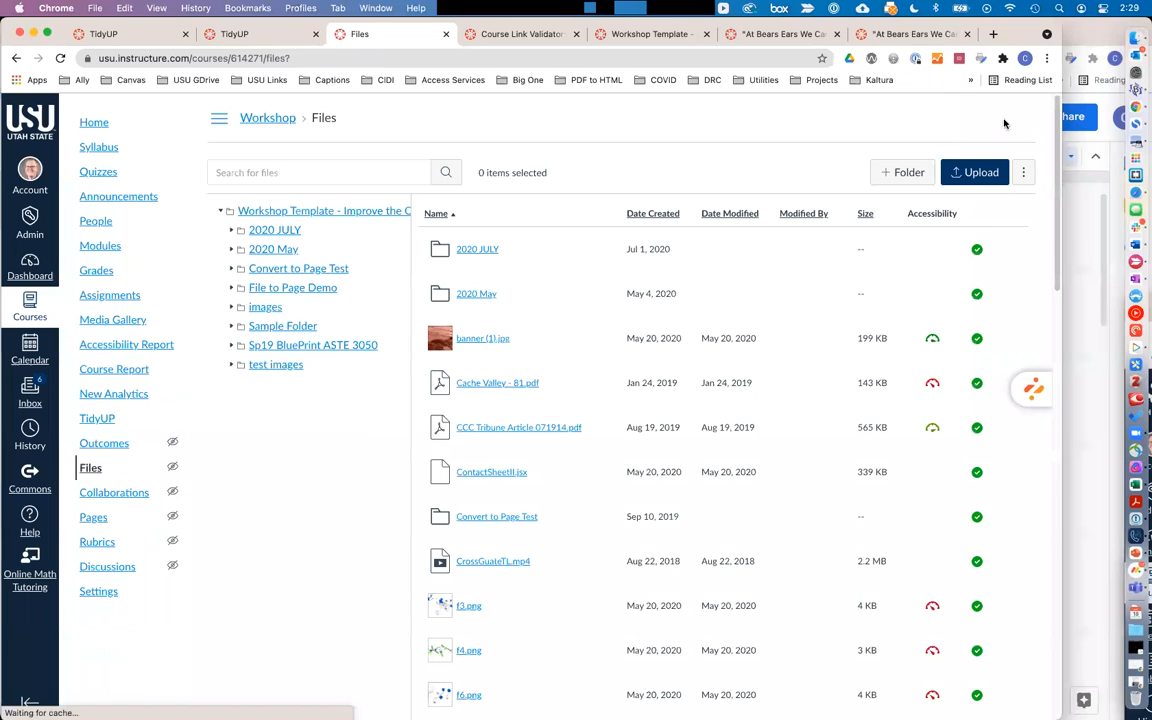 Chrome File Edit View History Bookmarks Profiles Tab Window Help box 2:29
TidyUP TidyUP Files Course Link Validator Workshop Template - "At Bears Ears We Ca "At Bears Ears We Ca
usu.instructure.com/courses/614271/files?
Apps Ally Canvas USU GDrive USU Links Captions CIDI Access Services Big One PDF to HTML COVID DRC Utilities Projects Kaltura » Reading List Reading
hare
UTAH STATE
Account
Admin
Dashboard
Courses
Calendar
6
Inbox
History
Commons
Help
Online Math
Tutoring
Home
Syllabus
Quizzes
Announcements
People
Modules
Grades
Assignments
Media Gallery
Accessibility Report
Course Report
New Analytics
TidyUP
Outcomes
Files
Collaborations
Pages
Rubrics
Discussions
Settings
Workshop › Files
Search for files
0 items selected
+ Folder
Upload
Workshop Template - Improve the C
2020 JULY
2020 May
Convert to Page Test
File to Page Demo
images
Sample Folder
Sp19 BluePrint ASTE 3050
test images
Name Date Created Date Modified Modified By Size Accessibility
2020 JULY Jul 1, 2020 --
2020 May May 4, 2020 --
banner (1).jpg May 20, 2020 May 20, 2020 199 KB
Cache Valley - 81.pdf Jan 24, 2019 Jan 24, 2019 143 KB
CCC Tribune Article 071914.pdf Aug 19, 2019 Aug 19, 2019 565 KB
ContactSheetII.jsx May 20, 2020 May 20, 2020 339 KB
Convert to Page Test Sep 10, 2019 --
CrossGuateTL.mp4 Aug 22, 2018 Aug 22, 2018 2.2 MB
f3.png May 20, 2020 May 20, 2020 4 KB
f4.png May 20, 2020 May 20, 2020 3 KB
f6.png May 20, 2020 May 20, 2020 4 KB
Waiting for cache...